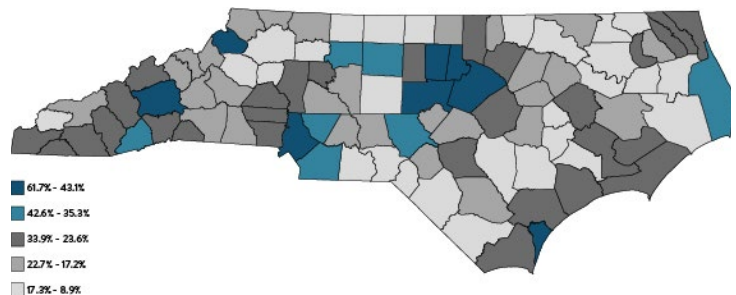 61.7% - 43.1%
42.6% - 35.3%
33.9% - 23.6%
22.7% - 17.2%
17.3% - 8.9%